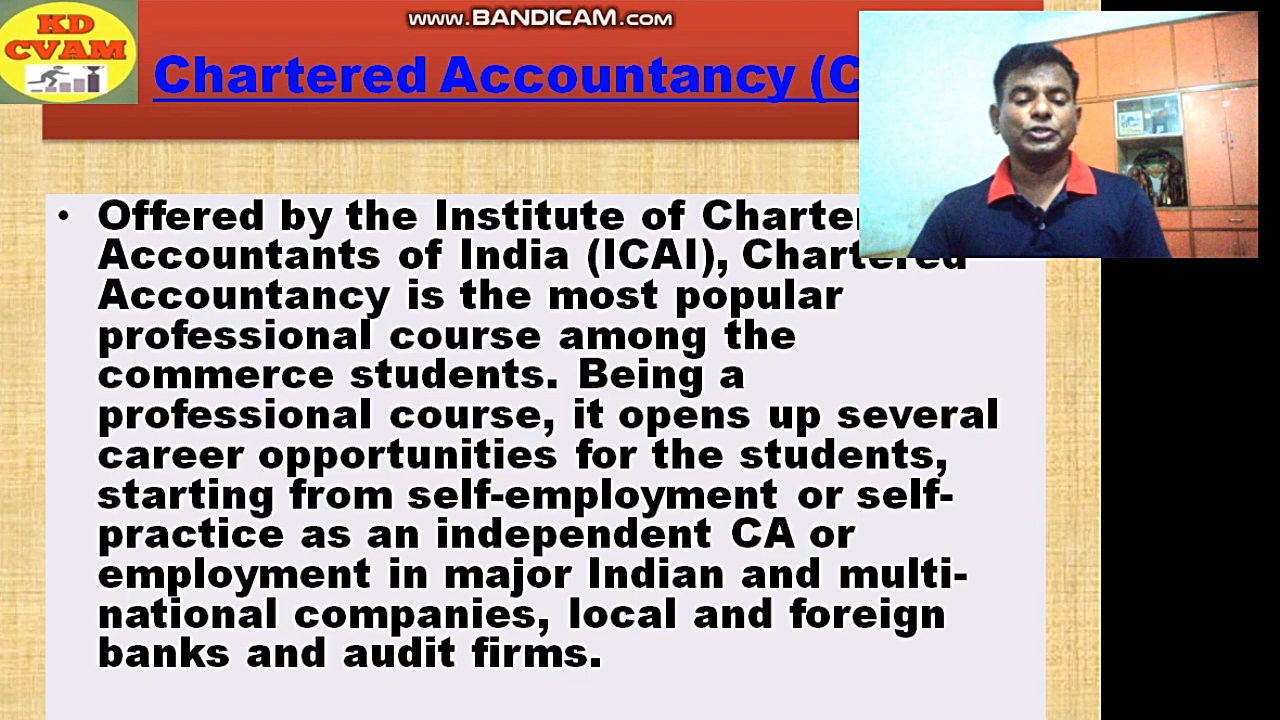 www.BANDICAM.com
KD
CVAM
Chartered Accountancy (C
• Offered by the Institute of Charte
Accountants of India (ICAI), Chartered
Accountancy is the most popular
professional course among the
commerce students. Being a
professional course, it opens up several
career opportunities for the students,
starting from self-employment or self-
practice as an independent CA or
employment in major Indian and multi-
national companies, local and foreign
banks and audit firms.